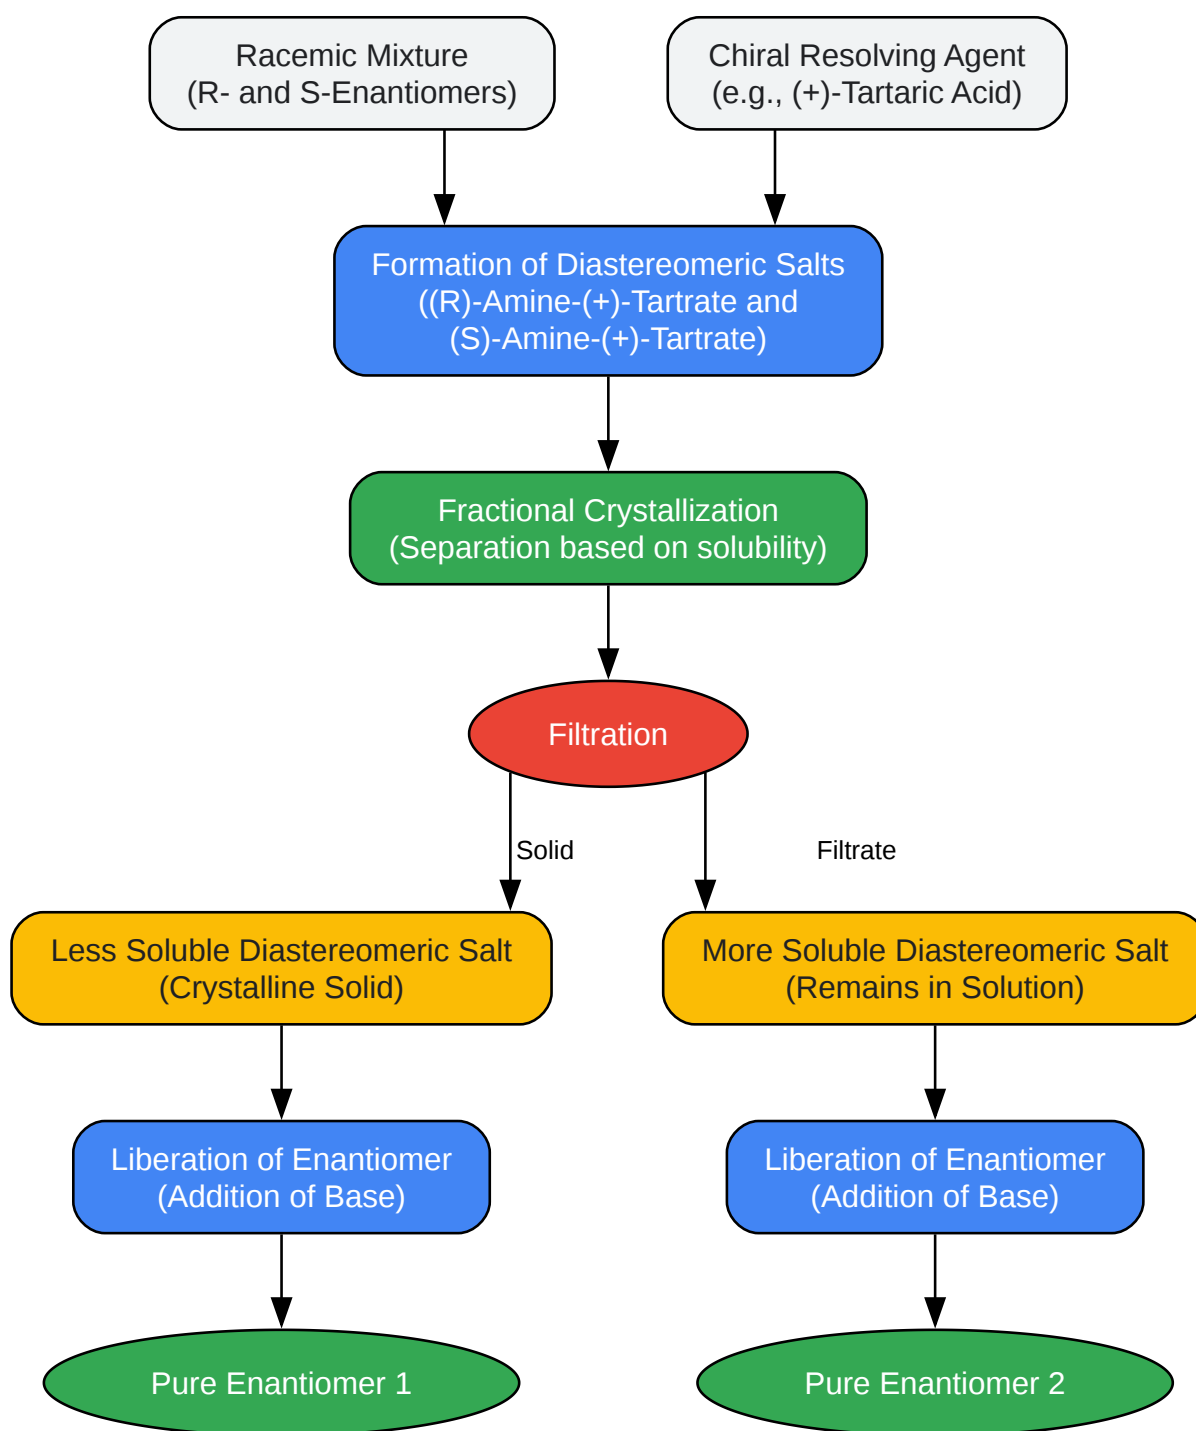 Racemic Mixture
(R- and S-Enantiomers)
Chiral Resolving Agent
(e.g., (+)-Tartaric Acid)
Formation of Diastereomeric Salts
((R)-Amine-(+)-Tartrate and
(S)-Amine-(+)-Tartrate)
Fractional Crystallization
(Separation based on solubility)
Filtration
Solid
Filtrate
Less Soluble Diastereomeric Salt
(Crystalline Solid)
More Soluble Diastereomeric Salt
(Remains in Solution)
Liberation of Enantiomer
(Addition of Base)
Liberation of Enantiomer
(Addition of Base)
Pure Enantiomer 1
Pure Enantiomer 2